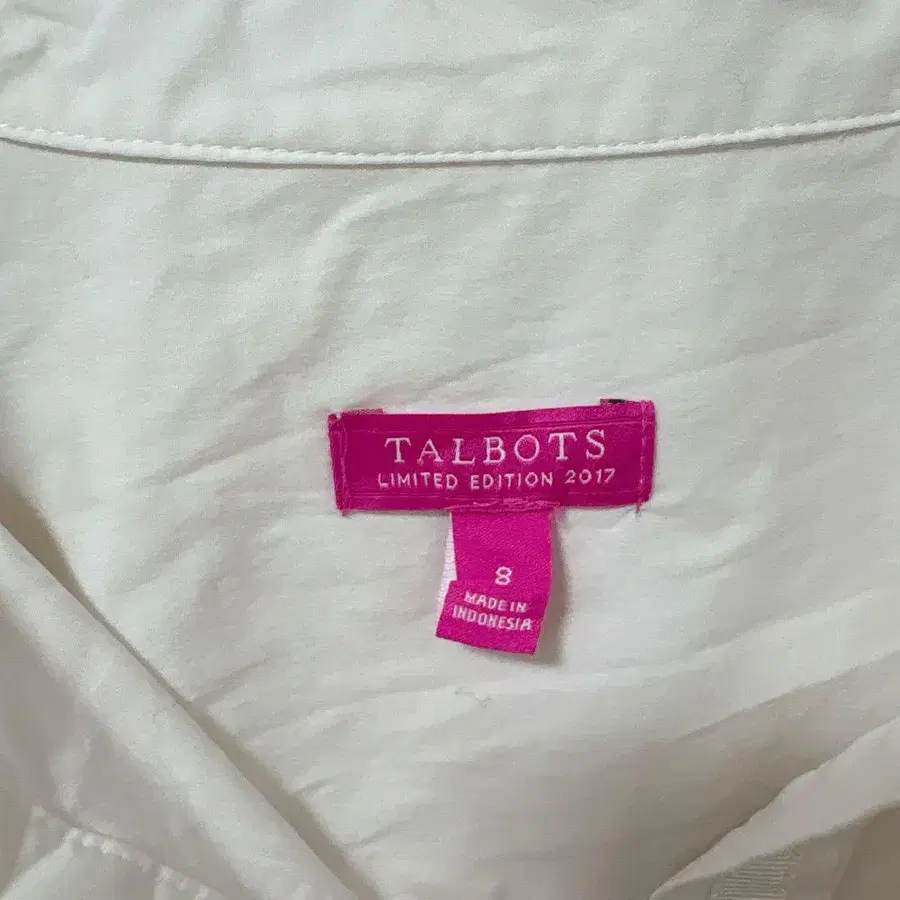 TALBOTS
LIMITED EDITION 2017
8
MADE IN
INDONESIA